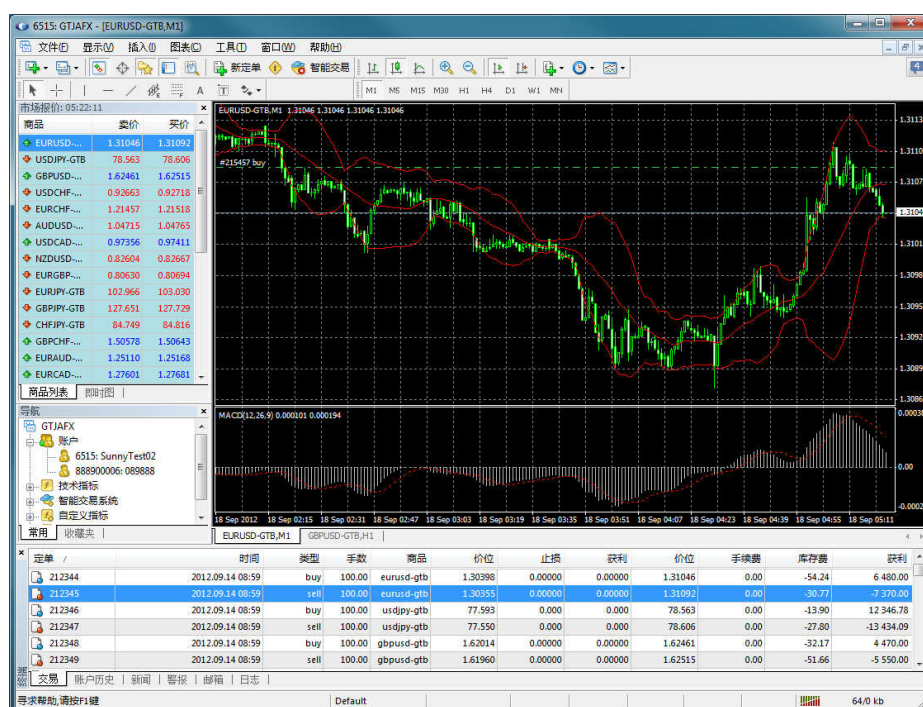 6515: GTJAFX - [EURUSD-GTB,M1]
文件(F) 显示(V) 插入(I) 图表(C) 工具(T) 窗口(W) 帮助(H)
新定单 智能交易
A T M1 M5 M15 M30 H1 H4 D1 W1 MN
市场报价: 05:22:11
商品 卖价 买价
EURUSD-... 1.31046 1.31092
USDJPY-GTB 78.563 78.606
GBPUSD-... 1.62461 1.62515
USDCHF-... 0.92663 0.92718
EURCHF-... 1.21457 1.21518
AUDUSD-... 1.04715 1.04765
USDCAD-... 0.97356 0.97411
NZDUSD-... 0.82604 0.82667
EURGBP-... 0.80630 0.80694
EURJPY-GTB 102.966 103.030
GBPJPY-GTB 127.651 127.729
CHFJPY-GTB 84.749 84.816
GBPCHF-... 1.50578 1.50643
EURAUD-... 1.25110 1.25168
EURCAD-... 1.27601 1.27681
商品列表 即时图
导航
GTJAFX
账户
6515: SunnyTest02
888900006: 089888
技术指标
智能交易系统
自定义指标
常用 收藏夹
EURUSD-GTB,M1 1.31046 1.31046 1.31046 1.31046
#215457 buy
1.3113
1.3110
1.3107
1.3104
1.3101
1.3098
1.3095
1.3092
1.3089
1.3086
MACD(12,26,9) 0.000101 0.000194
0.00038
0.00
-0.0002
18 Sep 2012 18 Sep 02:15 18 Sep 02:31 18 Sep 02:47 18 Sep 03:03 18 Sep 03:19 18 Sep 03:35 18 Sep 03:51 18 Sep 04:07 18 Sep 04:23 18 Sep 04:39 18 Sep 04:55 18 Sep 05:11
EURUSD-GTB,M1 GBPUSD-GTB,H1
定单 时间 类型 手数 商品 价位 止损 获利 价位 手续费 库存费 获利
212344 2012.09.14 08:59 buy 100.00 eurusd-gtb 1.30398 0.00000 0.00000 1.31046 0.00 -54.24 6 480.00
212345 2012.09.14 08:59 sell 100.00 eurusd-gtb 1.30355 0.00000 0.00000 1.31092 0.00 -30.77 -7 370.00
212346 2012.09.14 08:59 buy 100.00 usdjpy-gtb 77.593 0.000 0.000 78.563 0.00 -13.90 12 346.78
212347 2012.09.14 08:59 sell 100.00 usdjpy-gtb 77.550 0.000 0.000 78.606 0.00 -27.80 -13 434.09
212348 2012.09.14 08:59 buy 100.00 gbpusd-gtb 1.62014 0.00000 0.00000 1.62461 0.00 -32.17 4 470.00
212349 2012.09.14 08:59 sell 100.00 gbpusd-gtb 1.61960 0.00000 0.00000 1.62515 0.00 -51.66 -5 550.00
交易 账户历史 新闻 警报 邮箱 日志
寻求帮助,请按F1键 Default 64/0 kb